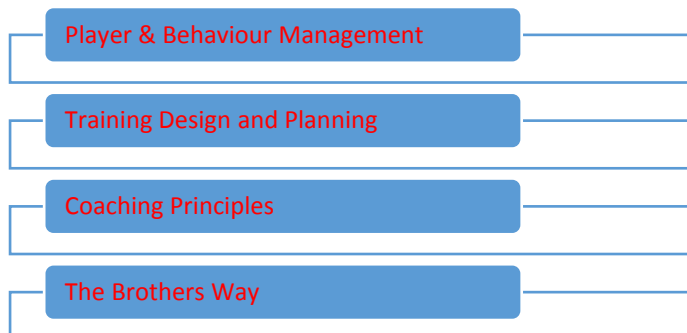 Player & Behaviour Management
Training Design and Planning
Coaching Principles
The Brothers Way